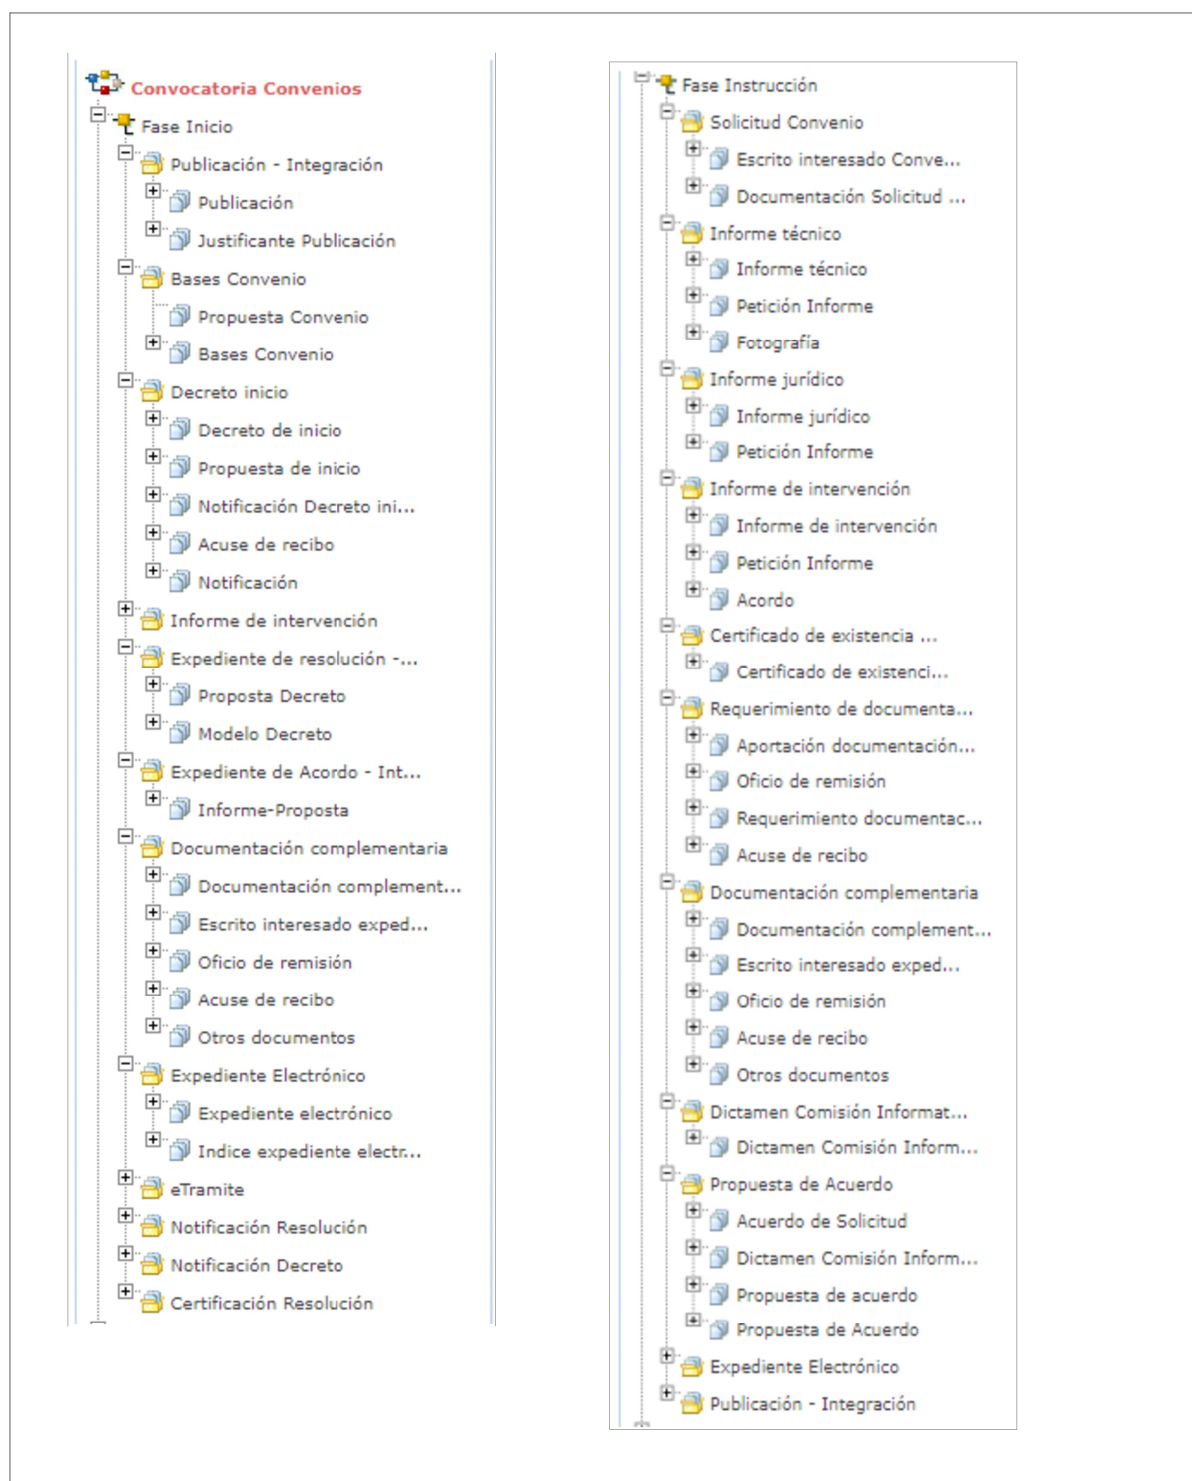 Convocatoria Convenios
Fase Inicio
Publicación - Integración
Publicación
Justificante Publicación
Bases Convenio
Propuesta Convenio
Bases Convenio
Decreto inicio
Decreto de inicio
Propuesta de inicio
Notificación Decreto ini...
Acuse de recibo
Notificación
Informe de intervención
Expediente de resolución -...
Proposta Decreto
Modelo Decreto
Expediente de Acordo - Int...
Informe-Proposta
Documentación complementaria
Documentación complement...
Escrito interesado exped...
Oficio de remisión
Acuse de recibo
Otros documentos
Expediente Electrónico
Expediente electrónico
Indice expediente electr...
eTramite
Notificación Resolución
Notificación Decreto
Certificación Resolución
Fase Instrucción
Solicitud Convenio
Escrito interesado Conve...
Documentación Solicitud ...
Informe técnico
Informe técnico
Petición Informe
Fotografía
Informe jurídico
Informe jurídico
Petición Informe
Informe de intervención
Informe de intervención
Petición Informe
Acordo
Certificado de existencia ...
Certificado de existenci...
Requerimiento de documenta...
Aportación documentación...
Oficio de remisión
Requerimiento documentac...
Acuse de recibo
Documentación complementaria
Documentación complement...
Escrito interesado exped...
Oficio de remisión
Acuse de recibo
Otros documentos
Dictamen Comisión Informat...
Dictamen Comisión Inform...
Propuesta de Acuerdo
Acuerdo de Solicitud
Dictamen Comisión Inform...
Propuesta de acuerdo
Propuesta de Acuerdo
Expediente Electrónico
Publicación - Integración